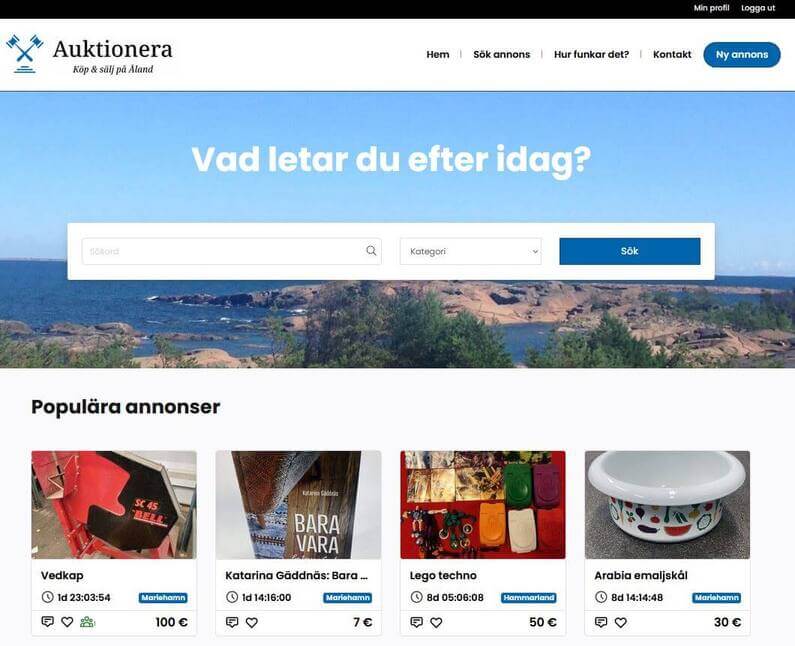 Min profil Logga ut
Auktionera
Köp & sälj på Åland
Hem Sök annons Hur funkar det? Kontakt Ny annons
Vad letar du efter idag?
Sökord Kategori Sök
Populära annonser
SC 45
BELL
Katarina Gäddnäs
BARA
VARA
Vedkap Katarina Gäddnäs: Bara ... Lego techno Arabia emaljskål
1d 23:03:54 Mariehamn 1d 14:16:00 Mariehamn 8d 05:06:08 Hammarland 8d 14:14:48 Mariehamn
100 € 7 € 50 € 30 €